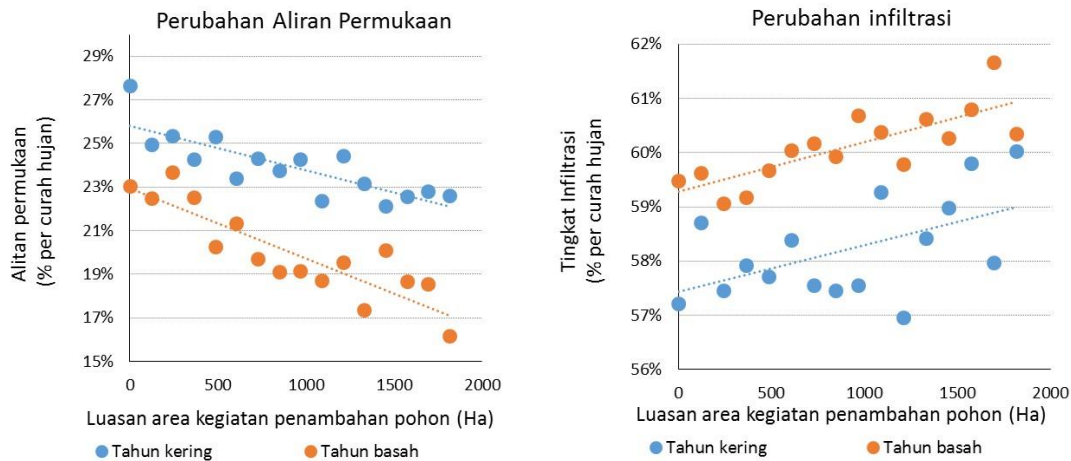 Perubahan Aliran Permukaan
Alitan permukaan
(% per curah hujan)
29%
27%
25%
23%
21%
19%
17%
15%
0 500 1000 1500 2000
Luasan area kegiatan penambahan pohon (Ha)
Tahun kering Tahun basah
Perubahan infiltrasi
Tingkat Infiltrasi
(% per curah hujan
62%
61%
60%
59%
58%
57%
56%
0 500 1000 1500 2000
Luasan area kegiatan penambahan pohon (Ha)
Tahun kering Tahun basah